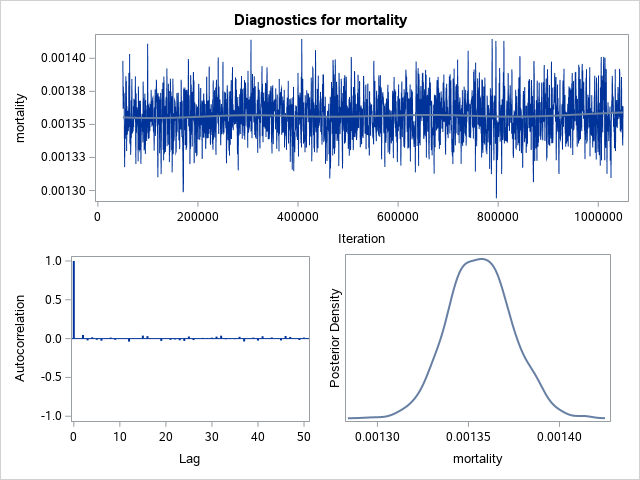 Diagnostics for mortality
mortality
0.00140
0.00138
0.00135
0.00133
0.00130
0 200000 400000 600000 800000 1000000
Iteration
Autocorrelation
1.0
0.5
0.0
-0.5
-1.0
0 10 20 30 40 50
Lag
Posterior Density
0.00130 0.00135 0.00140
mortality